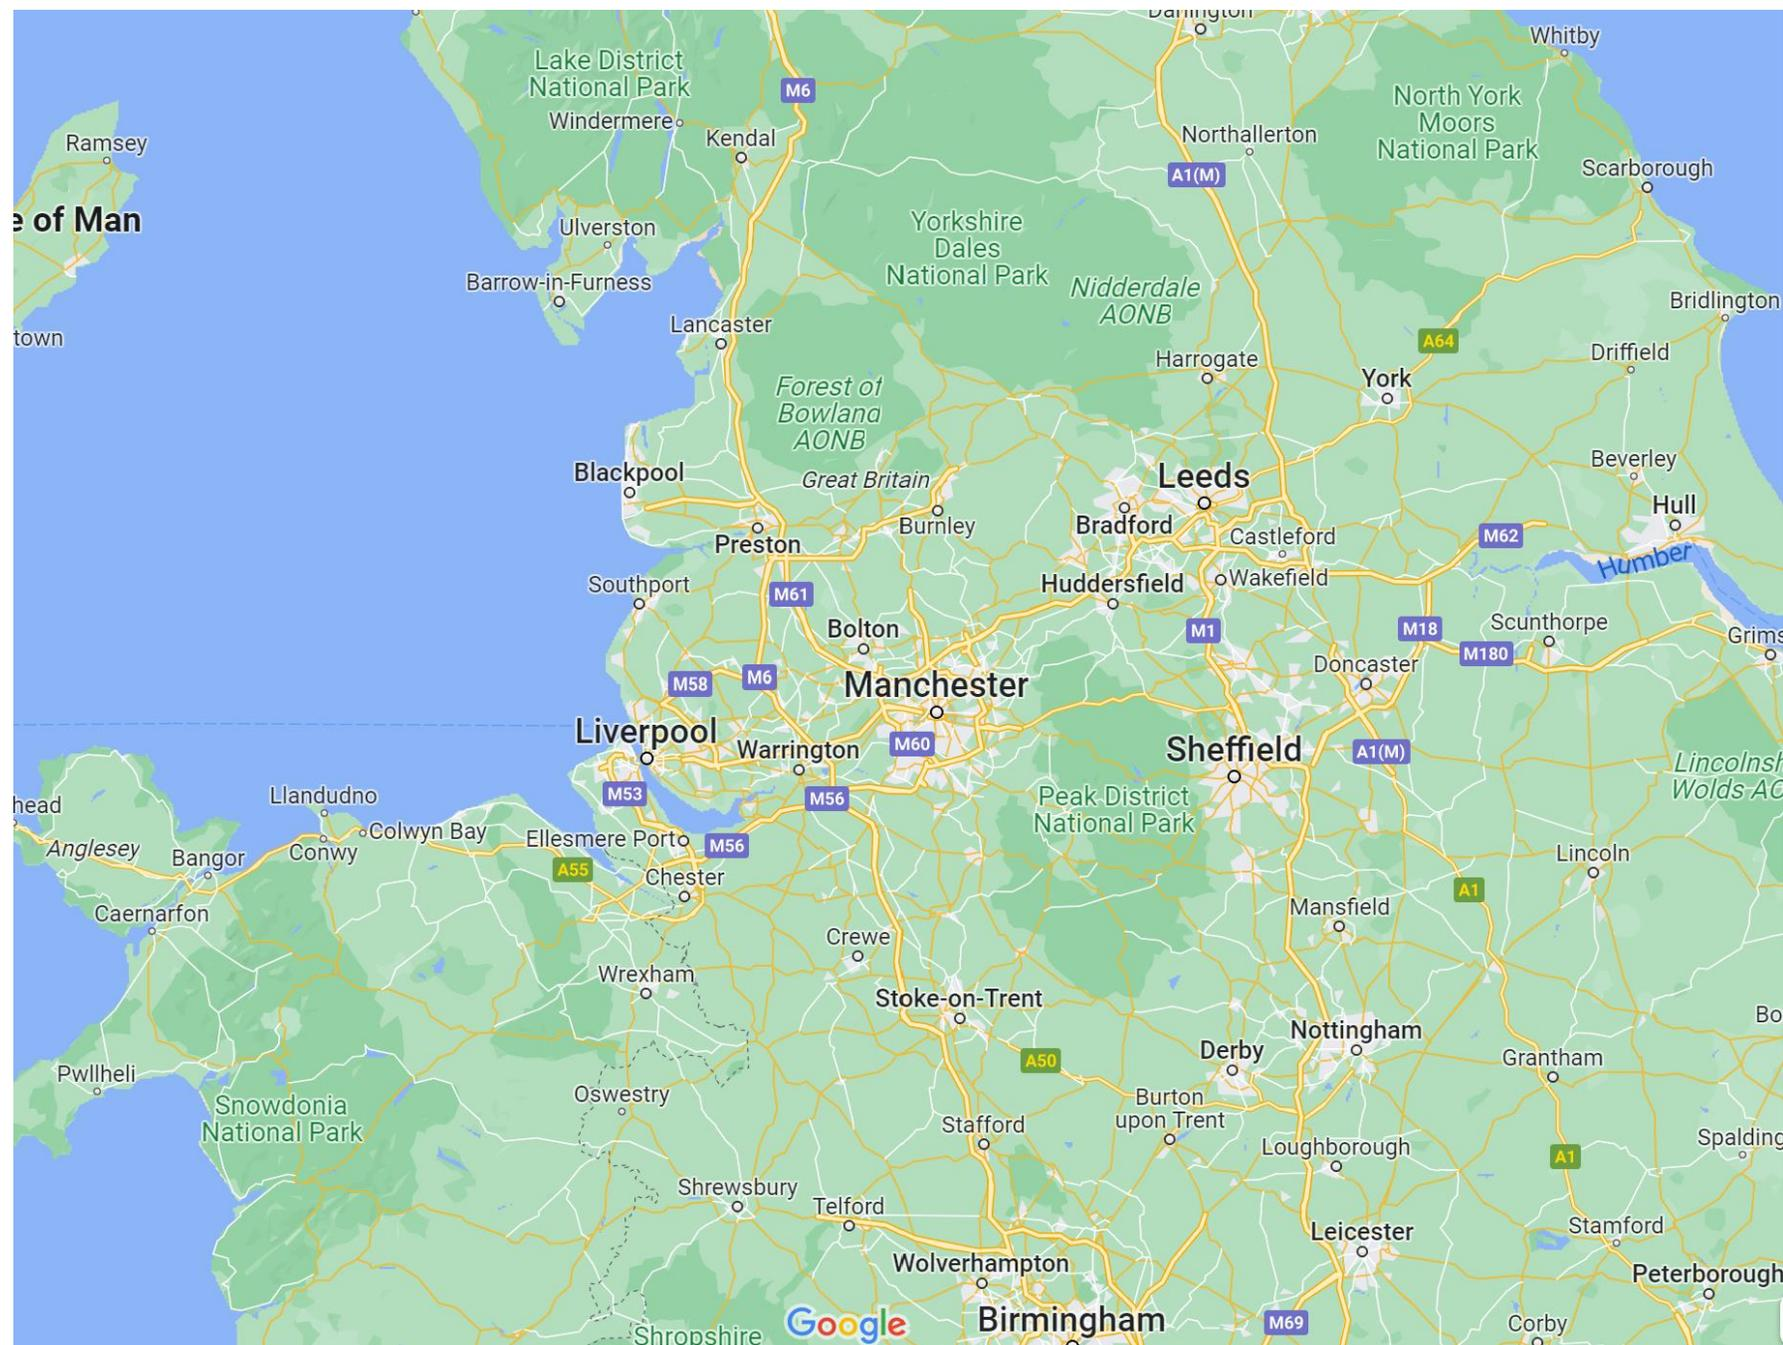 Darlington
Whitby
Lake District
National Park
M6
North York
Moors
National Park
Windermere
Kendal
Northallerton
Ramsey
A1(M)
Scarborough
e of Man
Ulverston
Yorkshire
Dales
National Park
Barrow-in-Furness
Nidderdale
AONB
Bridlington
Lancaster
town
A64
Harrogate
Driffield
York
Forest of
Bowland
AONB
Blackpool
Great Britain
Leeds
Beverley
Hull
Burnley
Bradford
Castleford
M62
Preston
Humber
Southport
Huddersfield
Wakefield
M61
Bolton
M1
M18
Scunthorpe
Grims
M180
Doncaster
M58
M6
Manchester
Liverpool
Warrington
M60
Sheffield
A1(M)
Lincolnsh
Wolds AO
M53
M56
Peak District
National Park
head
Llandudno
Colwyn Bay
Ellesmere Port
M56
Anglesey
Bangor
Conwy
A55
Chester
Lincoln
A1
Caernarfon
Mansfield
Crewe
Wrexham
Stoke-on-Trent
Bo
Nottingham
Derby
A50
Grantham
Pwllheli
Oswestry
Burton
upon Trent
Snowdonia
National Park
Stafford
Loughborough
Spalding
A1
Shrewsbury
Telford
Leicester
Stamford
Wolverhampton
Peterborough
Google
Birmingham
M69
Corby
Shropshire